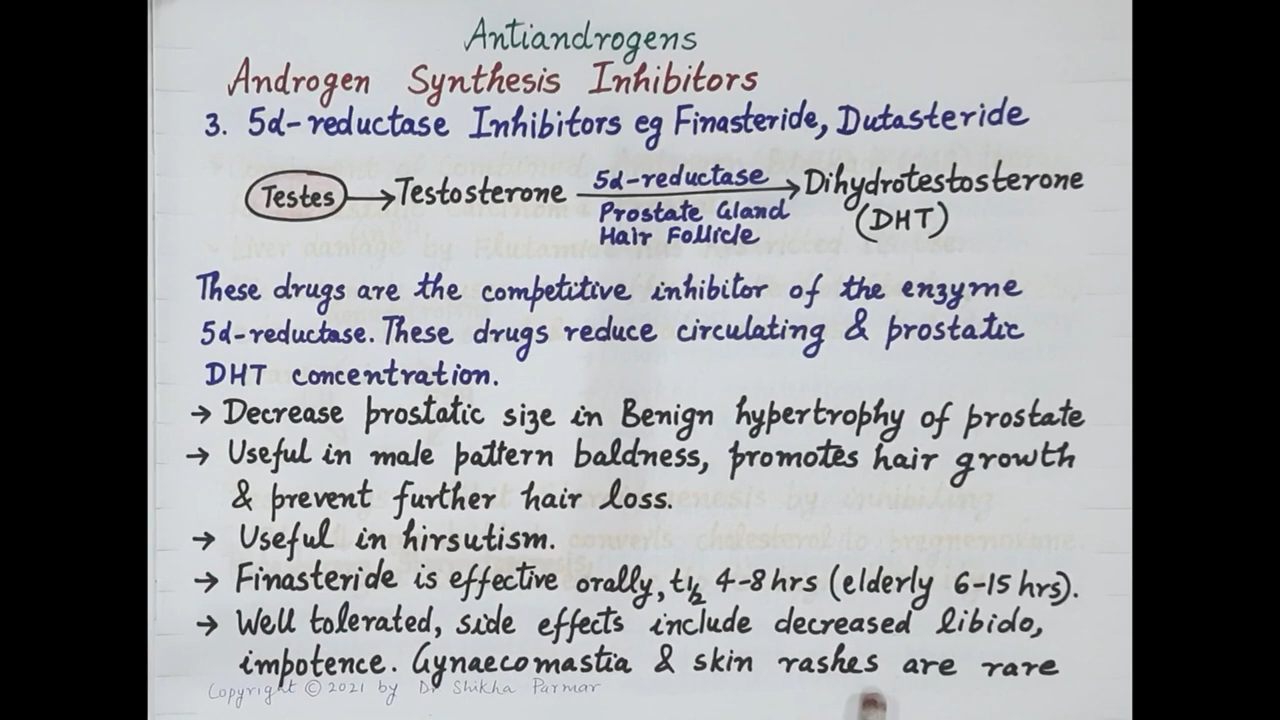 Antiandrogens
Androgen Synthesis Inhibitors
3. 5α-reductase Inhibitors eg Finasteride, Dutasteride
Testes → Testosterone 5α-reductase → Dihydrotestosterone
Prostate Gland (DHT)
Hair Follicle
These drugs are the competitive inhibitor of the enzyme
5α-reductase. These drugs reduce circulating & prostatic
DHT concentration.
→ Decrease prostatic size in Benign hypertrophy of prostate
→ Useful in male pattern baldness, promotes hair growth
& prevent further hair loss.
→ Useful in hirsutism.
→ Finasteride is effective orally, t½ 4-8 hrs (elderly 6-15 hrs).
→ Well tolerated, side effects include decreased libido,
impotence. Gynaecomastia & skin rashes are rare
Copyright © 2021 by Dr Shikha Parmar